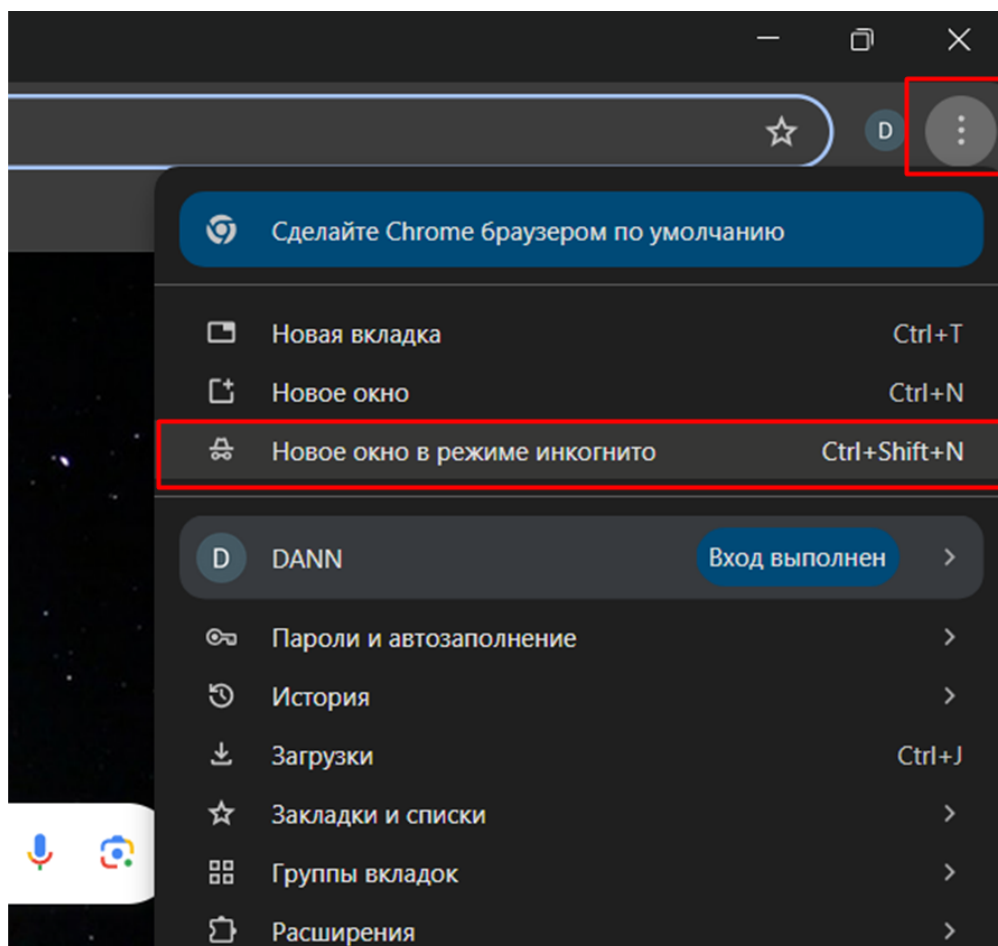 D
Сделайте Chrome браузером по умолчанию
Новая вкладка Ctrl+T
Новое окно Ctrl+N
Новое окно в режиме инкогнито Ctrl+Shift+N
D DANN Вход выполнен
Пароли и автозаполнение
История
Загрузки Ctrl+J
Закладки и списки
Группы вкладок
Расширения